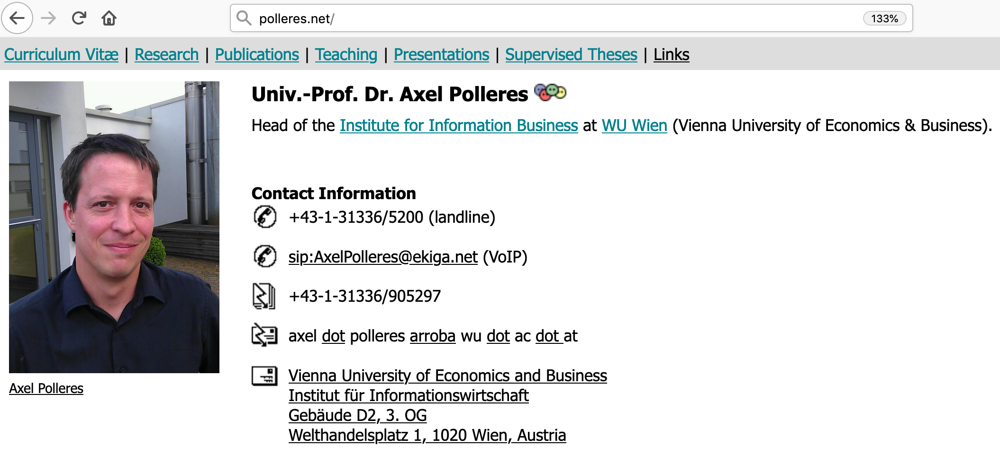 polleres.net/
133%
Curriculum Vitæ | Research | Publications | Teaching | Presentations | Supervised Theses | Links
Univ.-Prof. Dr. Axel Polleres
Head of the Institute for Information Business at WU Wien (Vienna University of Economics & Business).
Contact Information
+43-1-31336/5200 (landline)
sip:AxelPolleres@ekiga.net (VoIP)
+43-1-31336/905297
axel dot polleres arroba wu dot ac dot at
Vienna University of Economics and Business
Institut für Informationswirtschaft
Gebäude D2, 3. OG
Welthandelsplatz 1, 1020 Wien, Austria
Axel Polleres